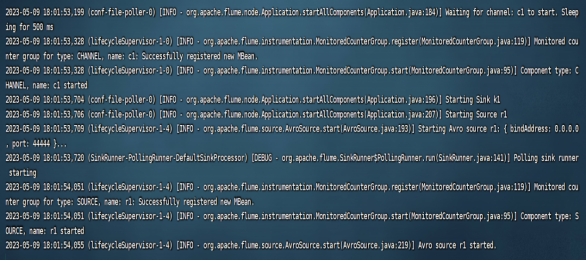 2023-05-09 18:01:53,199 (conf-file-poller-0) [INFO - org.apache.flume.node.Application.startAllComponents(Application.java:184)] Waiting for channel: c1 to start. Sleep
ing for 500 ms
2023-05-09 18:01:53,328 (lifecycleSupervisor-1-0) [INFO - org.apache.flume.instrumentation.MonitoredCounterGroup.register(MonitoredCounterGroup.java:119)] Monitored cou
nter group for type: CHANNEL, name: c1: Successfully registered new MBean.
2023-05-09 18:01:53,328 (lifecycleSupervisor-1-0) [INFO - org.apache.flume.instrumentation.MonitoredCounterGroup.start(MonitoredCounterGroup.java:95)] Component type: C
HANNEL, name: c1 started
2023-05-09 18:01:53,704 (conf-file-poller-0) [INFO - org.apache.flume.node.Application.startAllComponents(Application.java:196)] Starting Sink k1
2023-05-09 18:01:53,706 (conf-file-poller-0) [INFO - org.apache.flume.node.Application.startAllComponents(Application.java:207)] Starting Source r1
2023-05-09 18:01:53,709 (lifecycleSupervisor-1-4) [INFO - org.apache.flume.source.AvroSource.start(AvroSource.java:193)] Starting Avro source r1: { bindAddress: 0.0.0.0
, port: 44444 }...
2023-05-09 18:01:53,720 (SinkRunner-PollingRunner-DefaultSinkProcessor) [DEBUG - org.apache.flume.SinkRunner$PollingRunner.run(SinkRunner.java:141)] Polling sink runner
starting
2023-05-09 18:01:54,051 (lifecycleSupervisor-1-4) [INFO - org.apache.flume.instrumentation.MonitoredCounterGroup.register(MonitoredCounterGroup.java:119)] Monitored cou
nter group for type: SOURCE, name: r1: Successfully registered new MBean.
2023-05-09 18:01:54,051 (lifecycleSupervisor-1-4) [INFO - org.apache.flume.instrumentation.MonitoredCounterGroup.start(MonitoredCounterGroup.java:95)] Component type: S
OURCE, name: r1 started
2023-05-09 18:01:54,055 (lifecycleSupervisor-1-4) [INFO - org.apache.flume.source.AvroSource.start(AvroSource.java:219)] Avro source r1 started.